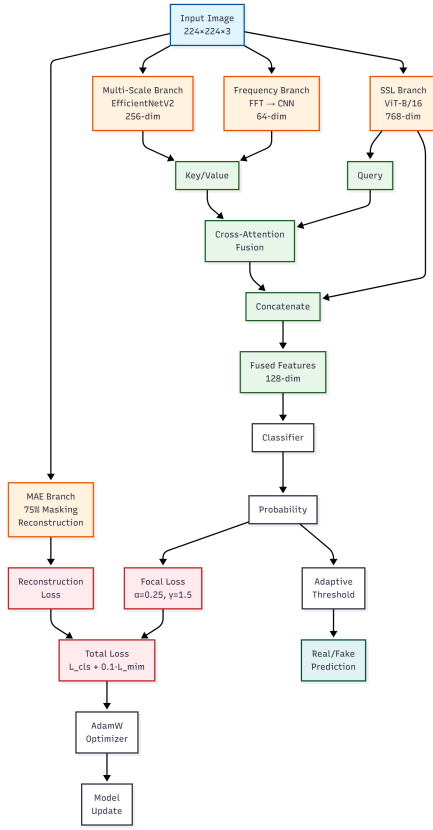 Input Image
224×224×3
Multi-Scale Branch
EfficientNetV2
256-dim
Frequency Branch
FFT → CNN
64-dim
SSL Branch
ViT-B/16
768-dim
Key/Value
Query
Cross-Attention
Fusion
Concatenate
Fused Features
128-dim
Classifier
MAE Branch
75% Masking
Reconstruction
Probability
Reconstruction
Loss
Focal Loss
α=0.25, γ=1.5
Adaptive
Threshold
Total Loss
L_cls + 0.1·L_mim
Real/Fake
Prediction
AdamW
Optimizer
Model
Update